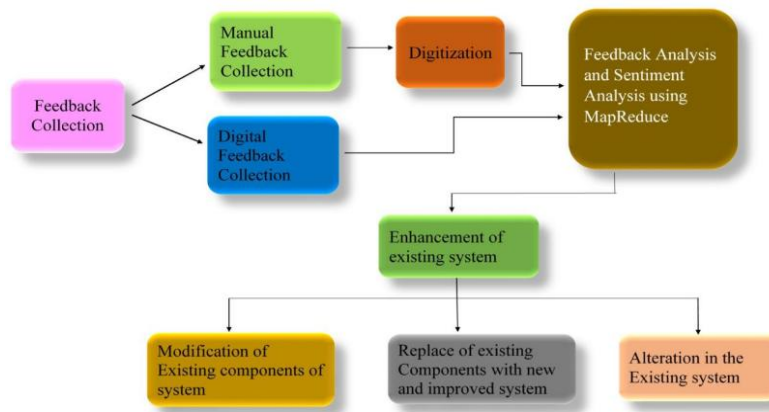 Feedback
Collection
Manual
Feedback
Collection
Digitization
Digital
Feedback
Collection
Feedback Analysis
and Sentiment
Analysis using
MapReduce
Enhancement of
existing system
Modification of
Existing components of
system
Replace of existing
Components with new
and improved system
Alteration in the
Existing system